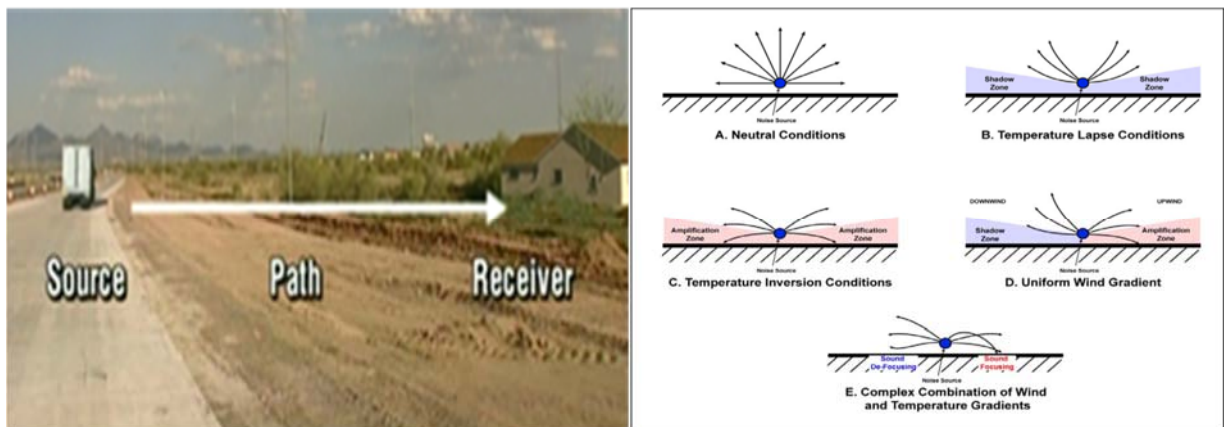 Source
Path
Receiver
Noise Source
A. Neutral Conditions
Shadow
Zone
Shadow
Zone
Noise Source
B. Temperature Lapse Conditions
Amplification
Zone
Amplification
Zone
Noise Source
C. Temperature Inversion Conditions
DOWNWIND
UPWIND
Shadow
Zone
Amplification
Zone
Noise Source
D. Uniform Wind Gradient
Sound
De-Focusing
Sound
Focusing
Noise Source
E. Complex Combination of Wind
and Temperature Gradients